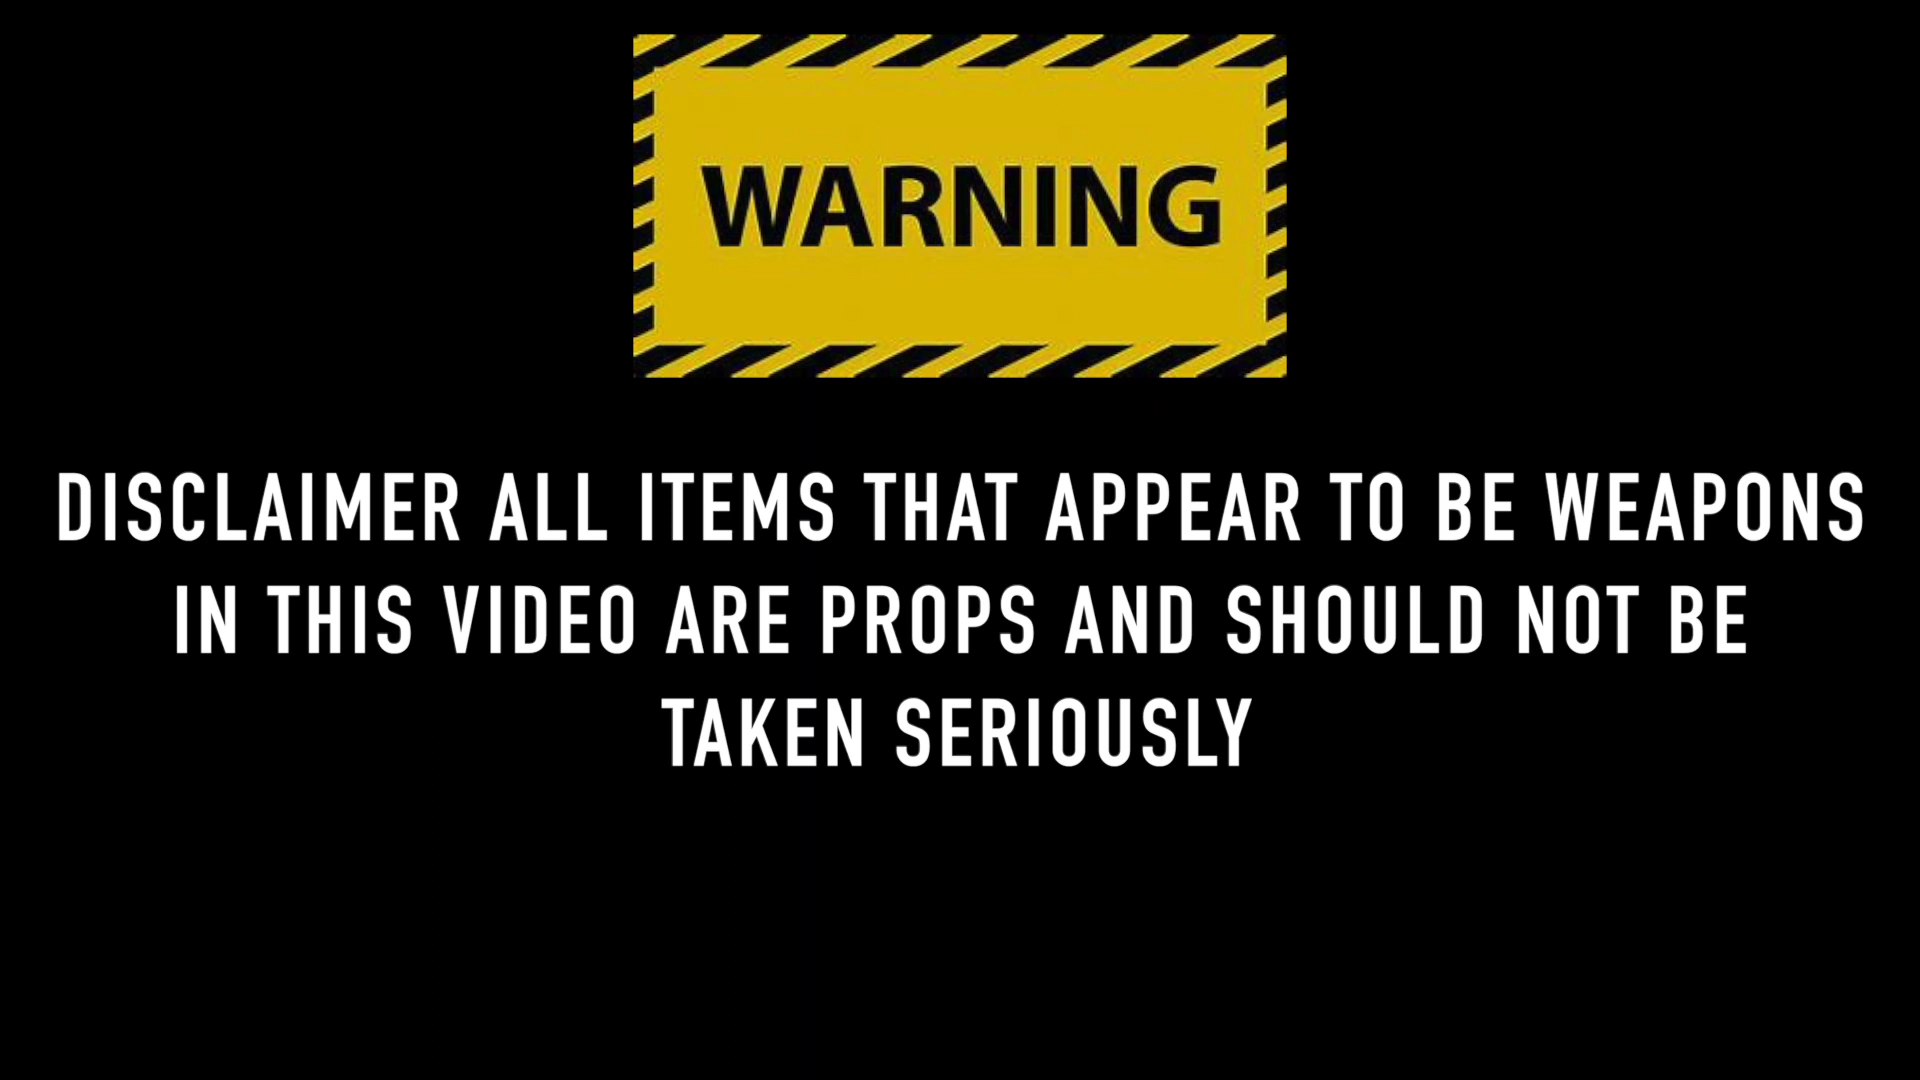 WARNING
DISCLAIMER ALL ITEMS THAT APPEAR TO BE WEAPONS
IN THIS VIDEO ARE PROPS AND SHOULD NOT BE
TAKEN SERIOUSLY